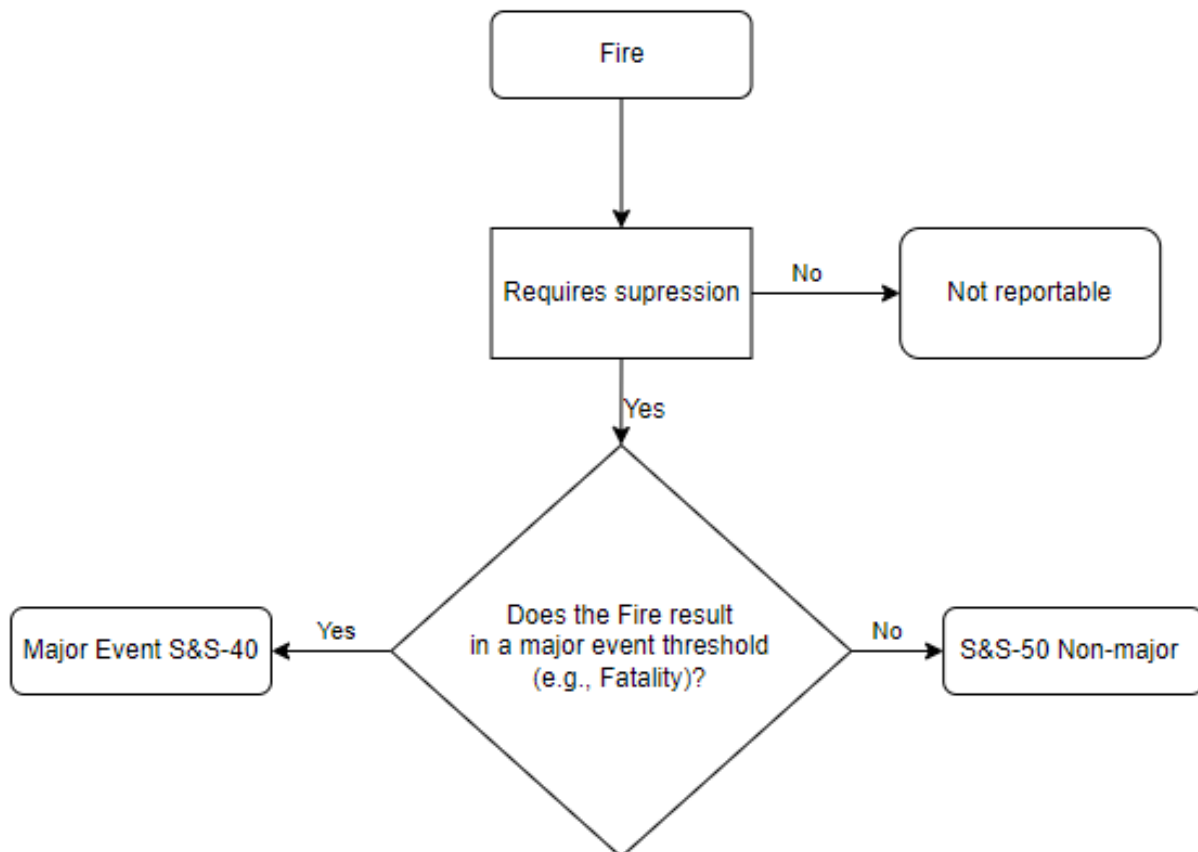 Fire
Requires supression
No
Not reportable
Yes
Does the Fire result
in a major event threshold
(e.g., Fatality)?
Yes
Major Event S&S-40
No
S&S-50 Non-major